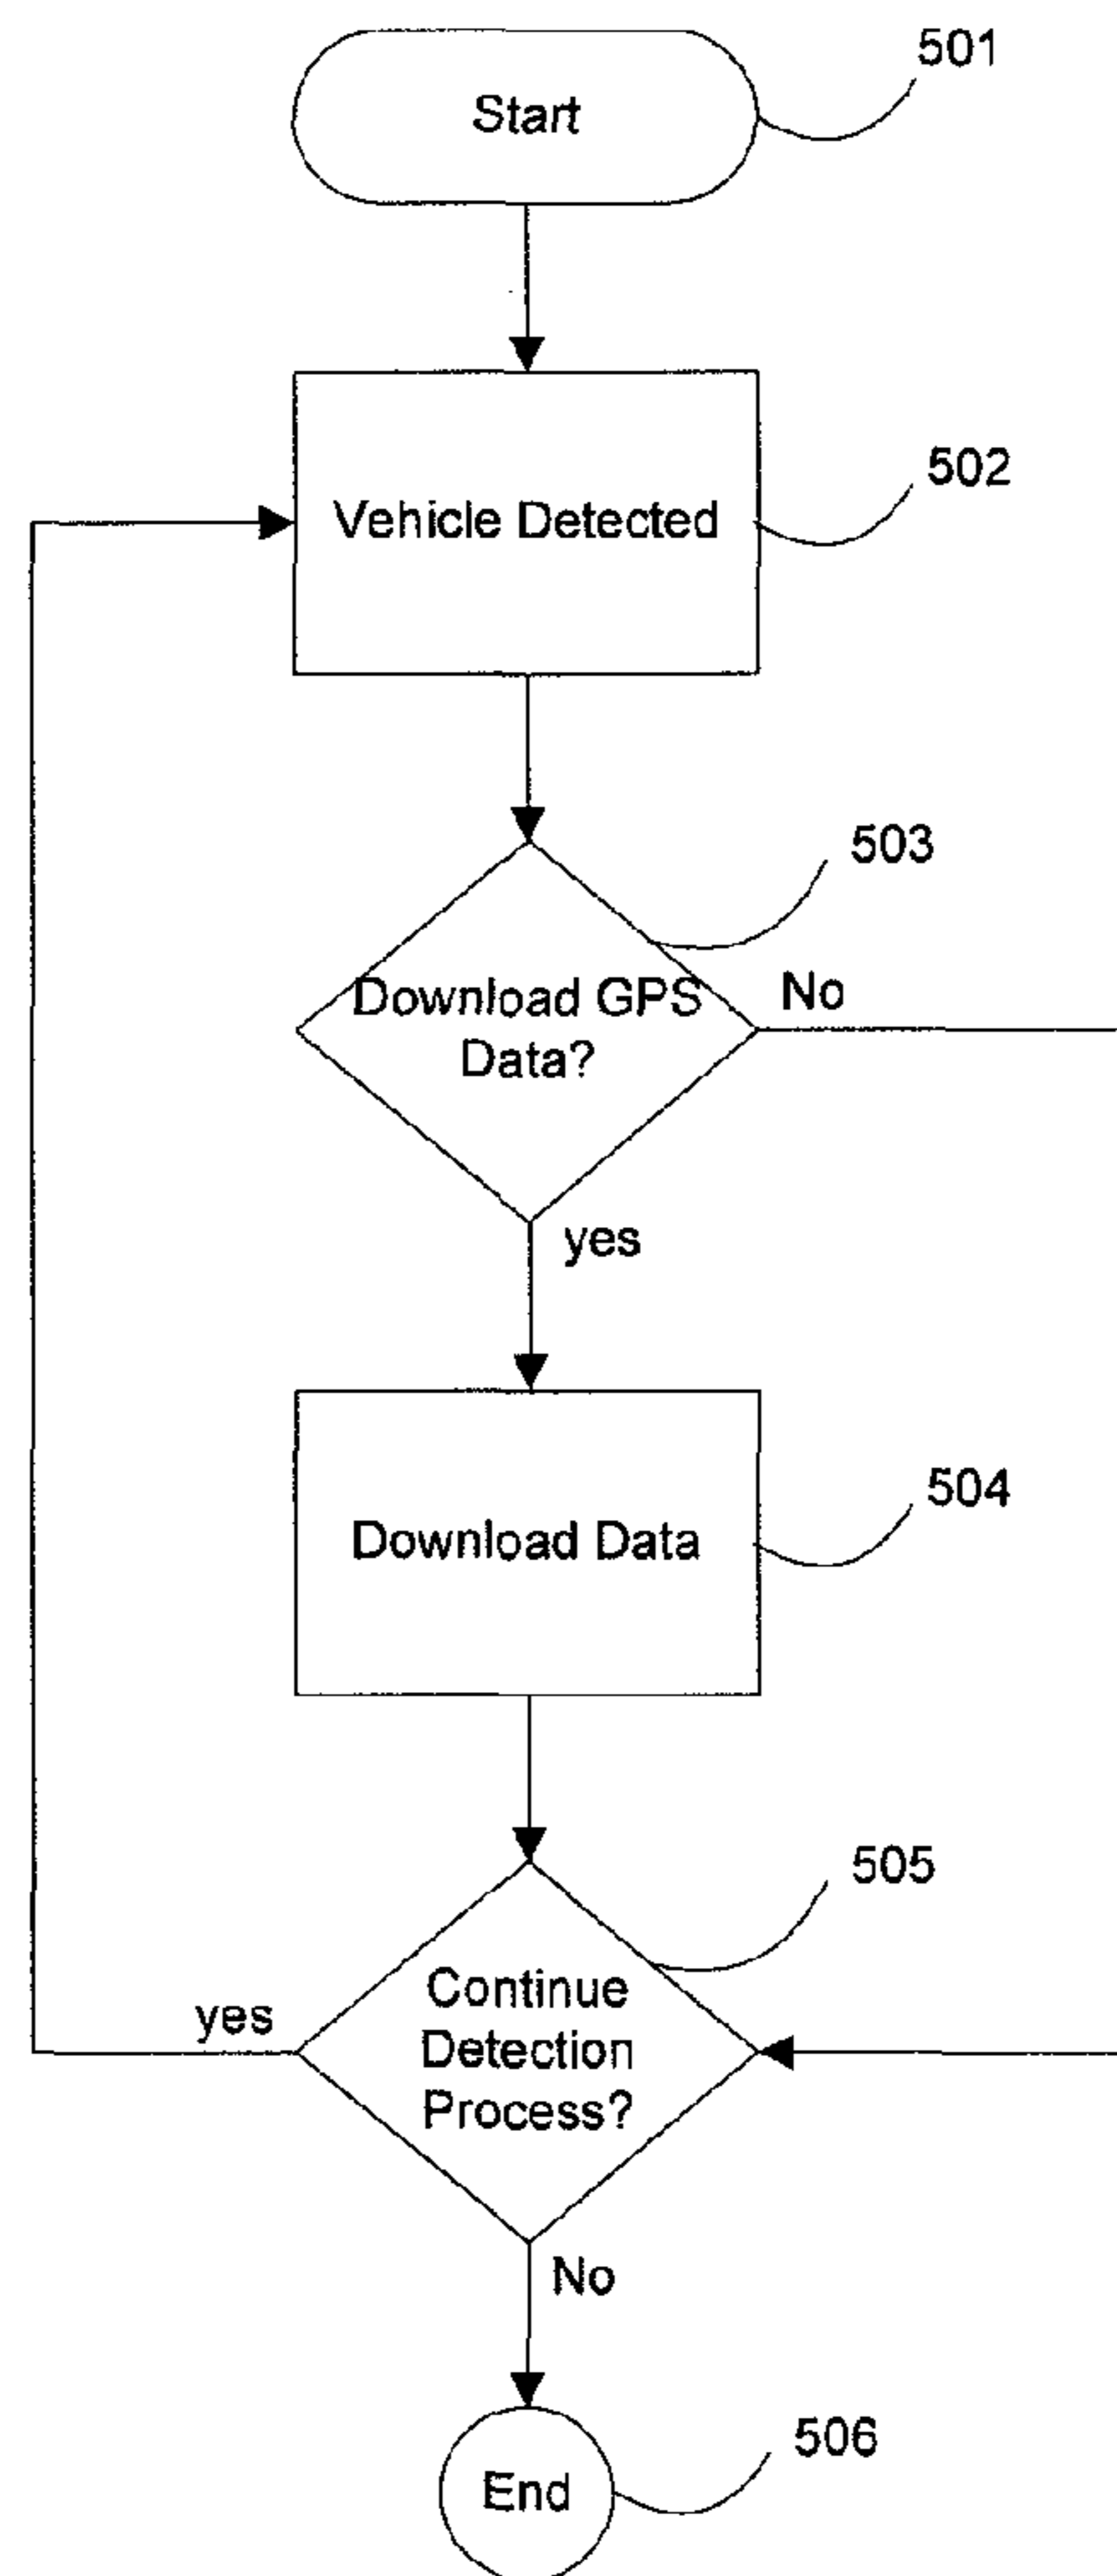 501
Start
502
Vehicle Detected
503
Download GPS
Data?
No
yes
504
Download Data
505
Continue
Detection
Process?
yes
No
506
End